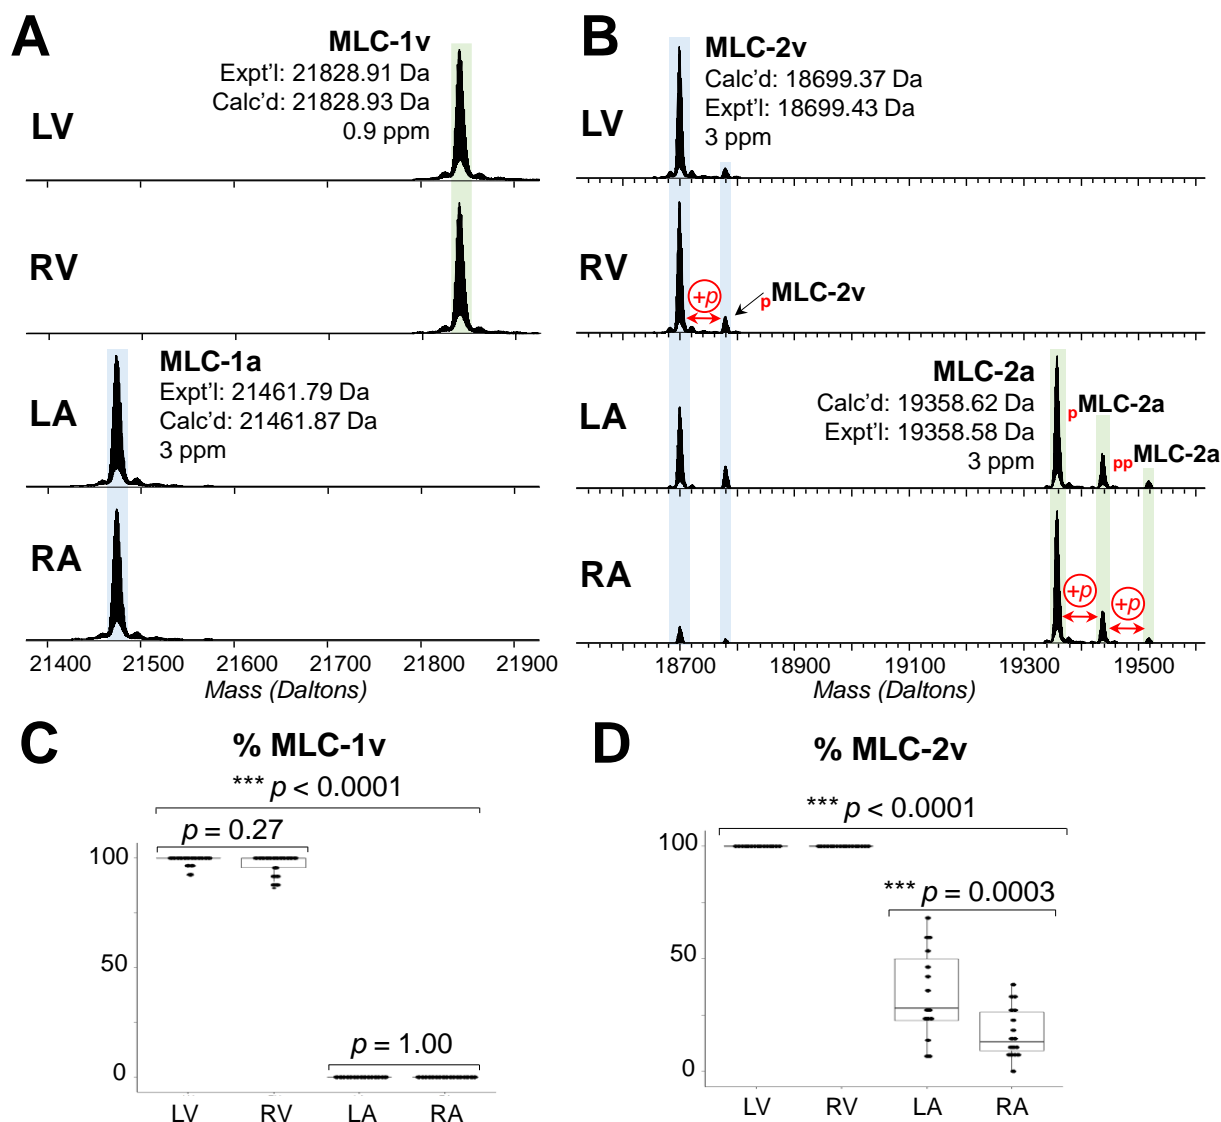 A
MLC-1v
Expt'l: 21828.91 Da
Calc'd: 21828.93 Da
0.9 ppm
LV
RV
MLC-1a
Expt'l: 21461.79 Da
Calc'd: 21461.87 Da
3 ppm
LA
RA
21400 21500 21600 21700 21800 21900
Mass (Daltons)
B
MLC-2v
Calc'd: 18699.37 Da
Expt'l: 18699.43 Da
3 ppm
LV
RV
+p
pMLC-2v
MLC-2a
Calc'd: 19358.62 Da
Expt'l: 19358.58 Da
3 ppm
pMLC-2a
ppMLC-2a
LA
RA
+p
+p
18700 18900 19100 19300 19500
Mass (Daltons)
C
% MLC-1v
*** p < 0.0001
p = 0.27
100
50
p = 1.00
0
LV RV LA RA
D
% MLC-2v
*** p < 0.0001
100
*** p = 0.0003
50
0
LV RV LA RA